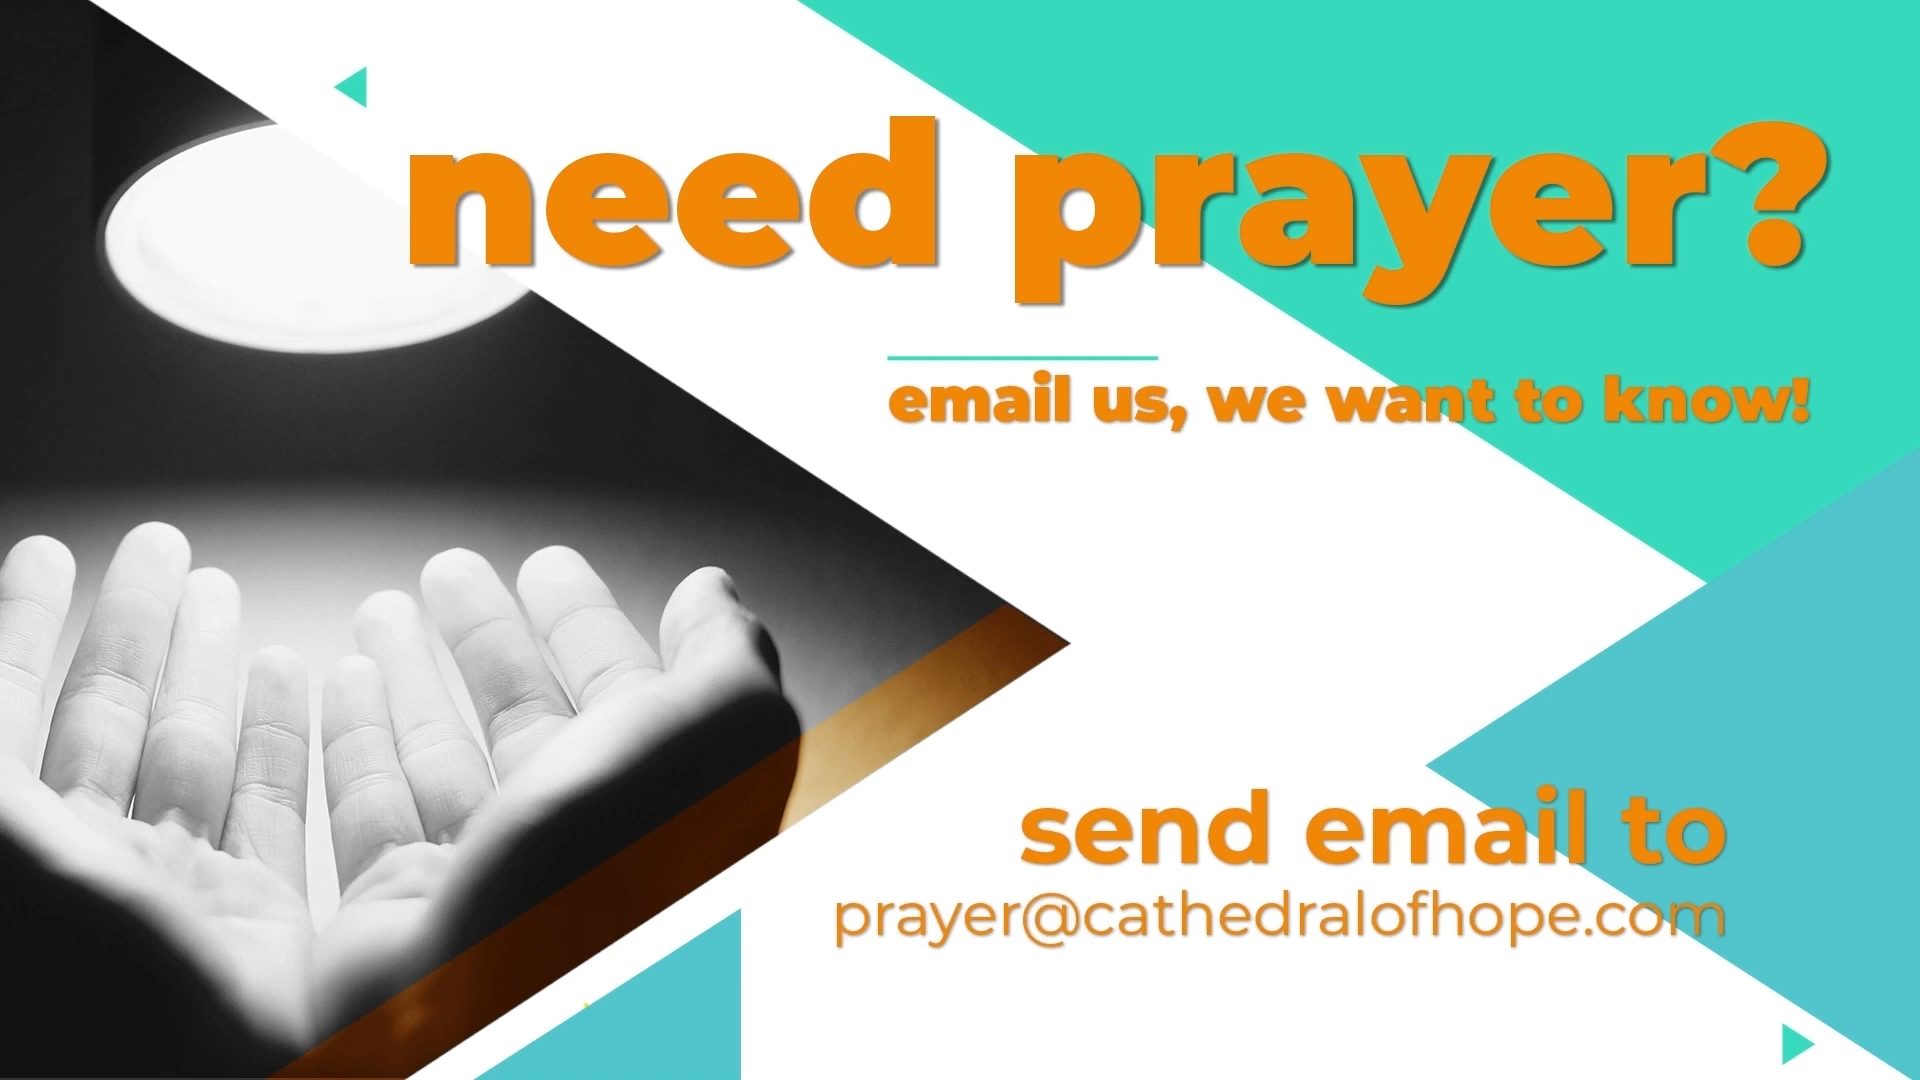 need prayer?
email us, we want to know!
send email to
prayer@cathedralofhope.com